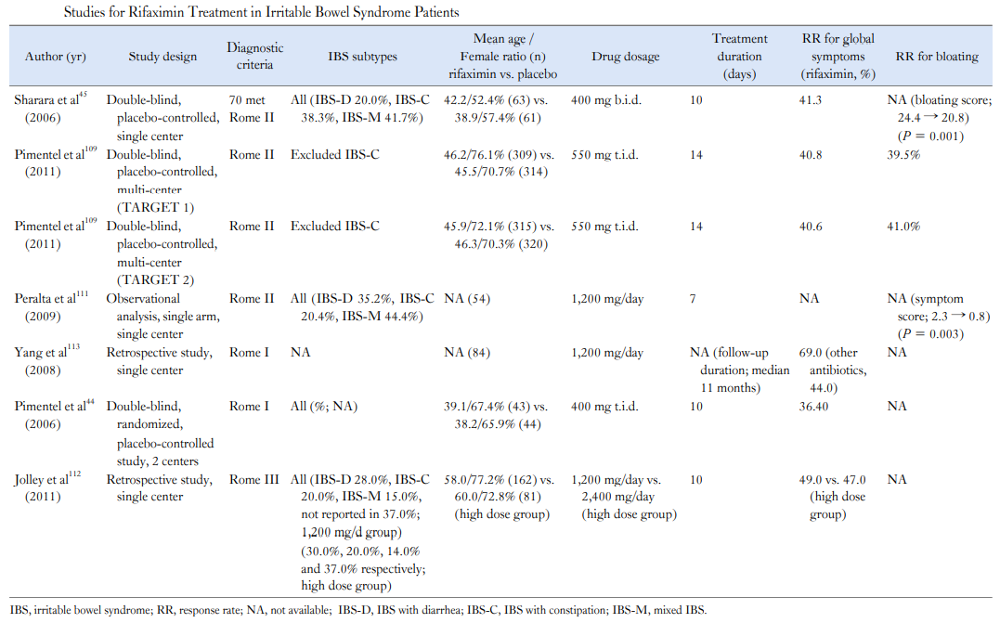 Studies for Rifaximin Treatment in Irritable Bowel Syndrome Patients
Author (yr) Study design Diagnostic criteria IBS subtypes Mean age / Female ratio (n) rifaximin vs. placebo Drug dosage Treatment duration (days) RR for global symptoms (rifaximin, %) RR for bloating
Sharara et al45 Double-blind, 70 met All (IBS-D 20.0%, IBS-C 42.2/52.4% (63) vs. 400 mg b.i.d. 10 41.3 NA (bloating score;
(2006) placebo-controlled, Rome II 38.3%, IBS-M 41.7%) 38.9/57.4% (61) 24.4 → 20.8)
single center (P = 0.001)
Pimentel et al109 Double-blind, Rome II Excluded IBS-C 46.2/76.1% (309) vs. 550 mg t.i.d. 14 40.8 39.5%
(2011) placebo-controlled, 45.5/70.7% (314)
multi-center
(TARGET 1)
Pimentel et al109 Double-blind, Rome II Excluded IBS-C 45.9/72.1% (315) vs. 550 mg t.i.d. 14 40.6 41.0%
(2011) placebo-controlled, 46.3/70.3% (320)
multi-center
(TARGET 2)
Peralta et al111 Observational Rome II All (IBS-D 35.2%, IBS-C NA (54) 1,200 mg/day 7 NA NA (symptom
(2009) analysis, single arm, 20.4%, IBS-M 44.4%) score; 2.3 → 0.8)
single center (P = 0.003)
Yang et al113 Retrospective study, Rome I NA NA (84) 1,200 mg/day NA (follow-up 69.0 (other NA
(2008) single center duration; median antibiotics,
11 months) 44.0)
Pimentel et al44 Double-blind, Rome I All (%; NA) 39.1/67.4% (43) vs. 400 mg t.i.d. 10 36.40 NA
(2006) randomized, 38.2/65.9% (44)
placebo-controlled
study, 2 centers
Jolley et al112 Retrospective study, Rome III All (IBS-D 28.0%, IBS-C 58.0/77.2% (162) vs. 1,200 mg/day vs. 10 49.0 vs. 47.0 NA
(2011) single center 20.0%, IBS-M 15.0%, 60.0/72.8% (81) 2,400 mg/day (high dose
not reported in 37.0%; (high dose group) (high dose group) group)
1,200 mg/d group)
(30.0%, 20.0%, 14.0%
and 37.0% respectively;
high dose group)
IBS, irritable bowel syndrome; RR, response rate; NA, not available; IBS-D, IBS with diarrhea; IBS-C, IBS with constipation; IBS-M, mixed IBS.